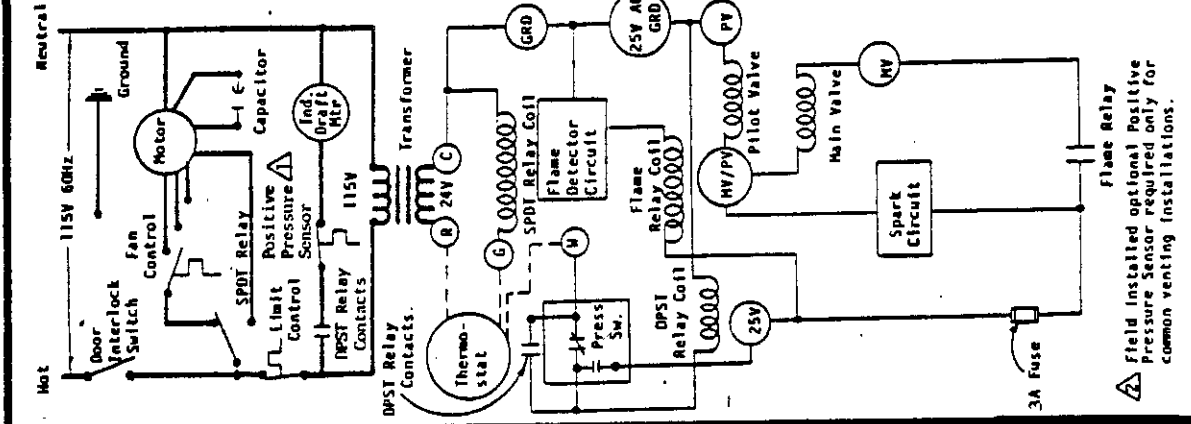 Neutral
115V 60Hz
Hot
Ground
Door
Interlock
Switch
Fan
Control
Motor
Capacitor
SPDT Relay
Positive
Pressure 1
Sensor
Ind.
Draft
Mtr
Limit
Control
DPST Relay
Contacts
115V
Transformer
24V
R
C
GRD
G
SPDT Relay Coil
Thermo-
stat
DPST Relay
Contacts.
W
Press
Sw.
Flame
Detector
Circuit
25V AC
GRD
Flame
Relay Coil
DPST
Relay Coil
25V
PV
Pilot Valve
MV/PV
Main Valve
MV
Spark
Circuit
3A Fuse
Flame Relay
2 Field Installed optional Positive
Pressure Sensor required only for
common venting installations.